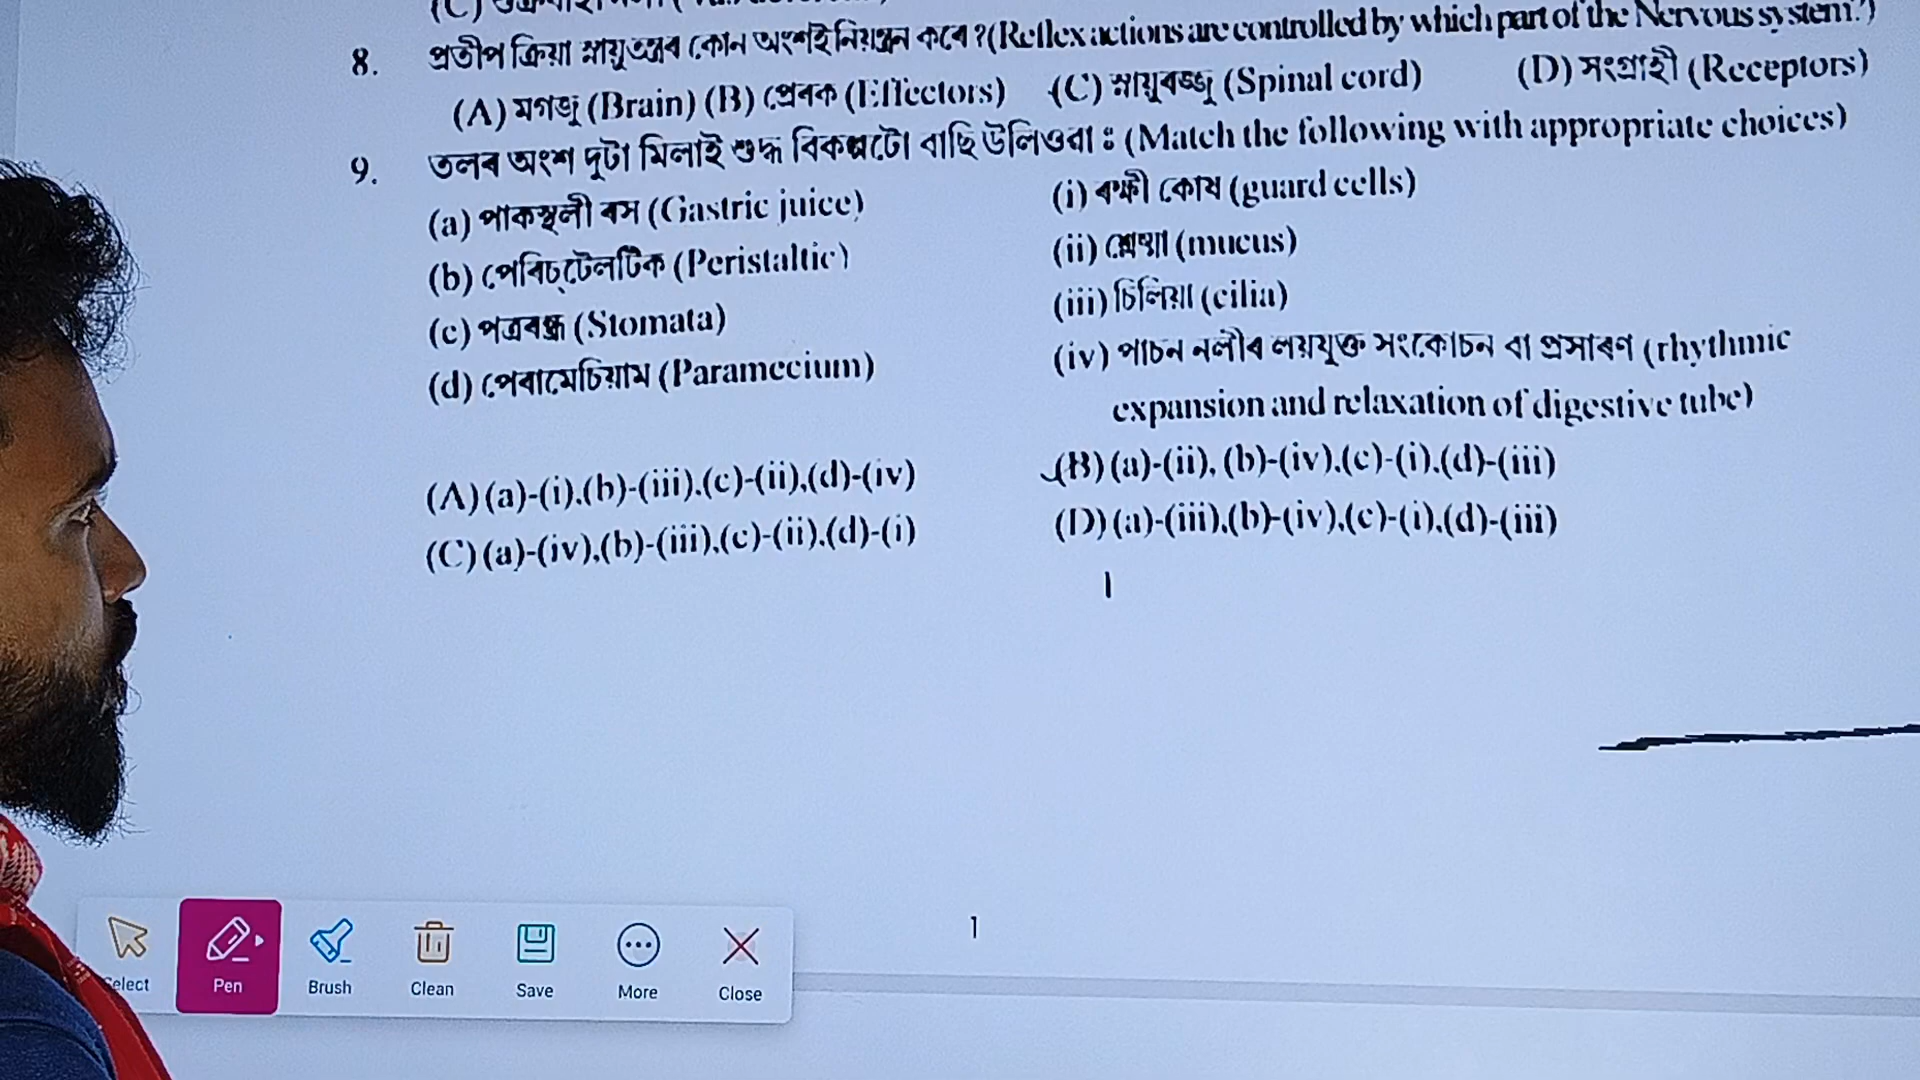 8. প্ৰতীপ ক্ৰিয়া স্নায়ুতন্ত্ৰৰ কোন অংশই নিয়ন্ত্ৰন কৰে ? (Reflex actions are controlled by which part of the Nervous system?)
(A) মগজু (Brain) (B) প্ৰেৰক (Effectors) (C) স্নায়ুৰজ্জু (Spinal cord) (D) সংগ্ৰাহী (Receptors)
9. তলৰ অংশ দুটা মিলাই শুদ্ধ বিকল্পটো বাছি উলিওৱা ঃ (Match the following with appropriate choices)
(a) পাকস্থলী ৰস (Gastric juice) (i) ৰক্ষী কোষ (guard cells)
(b) পেৰিচ্টেলটিক (Peristaltic) (ii) শ্লেষ্মা (mucus)
(c) পত্ৰৰন্ধ্ৰ (Stomata) (iii) চিলিয়া (cilia)
(d) পেৰামেচিয়াম (Paramecium) (iv) পাচন নলীৰ লয়যুক্ত সংকোচন বা প্ৰসাৰণ (rhythmic
expansion and relaxation of digestive tube)
(A) (a)-(i),(b)-(iii),(c)-(ii),(d)-(iv) (B) (a)-(ii), (b)-(iv),(c)-(i),(d)-(iii)
(C) (a)-(iv),(b)-(iii),(c)-(ii),(d)-(i) (D) (a)-(iii),(b)-(iv),(c)-(i),(d)-(iii)
1
Select Pen Brush Clean Save More Close